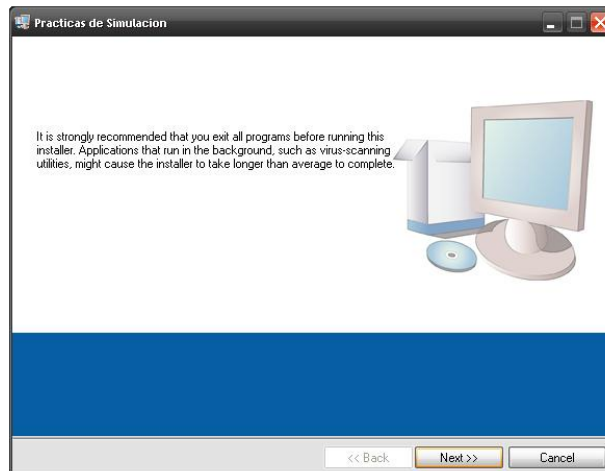 Practicas de Simulacion
It is strongly recommended that you exit all programs before running this
installer. Applications that run in the background, such as virus-scanning
utilities, might cause the installer to take longer than average to complete.
<< Back Next >> Cancel